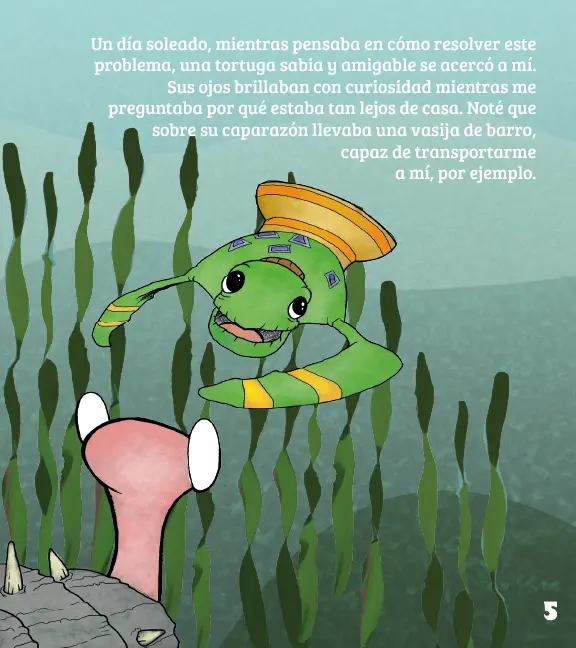 Un día soleado, mientras pensaba en cómo resolver este
problema, una tortuga sabia y amigable se acercó a mí.
Sus ojos brillaban con curiosidad mientras me
preguntaba por qué estaba tan lejos de casa. Noté que
sobre su caparazón llevaba una vasija de barro,
capaz de transportarme
a mí, por ejemplo.
5